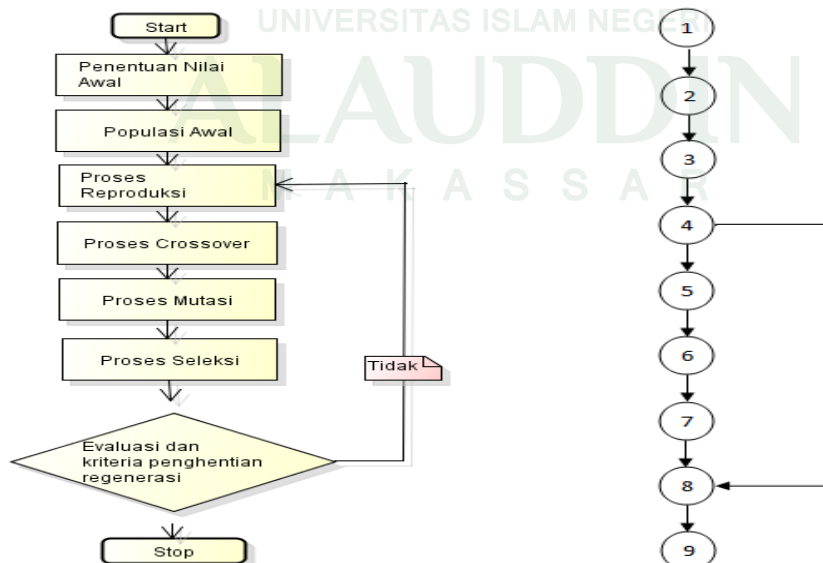 UNIVERSITAS ISLAM NEGERI
ALAUDDIN
MAKASSAR
Start
Penentuan Nilai
Awal
Populasi Awal
Proses
Reproduksi
Proses Crossover
Proses Mutasi
Proses Seleksi
Tidak
Evaluasi dan
kriteria penghentian
regenerasi
Stop
1
2
3
4
5
6
7
8
9